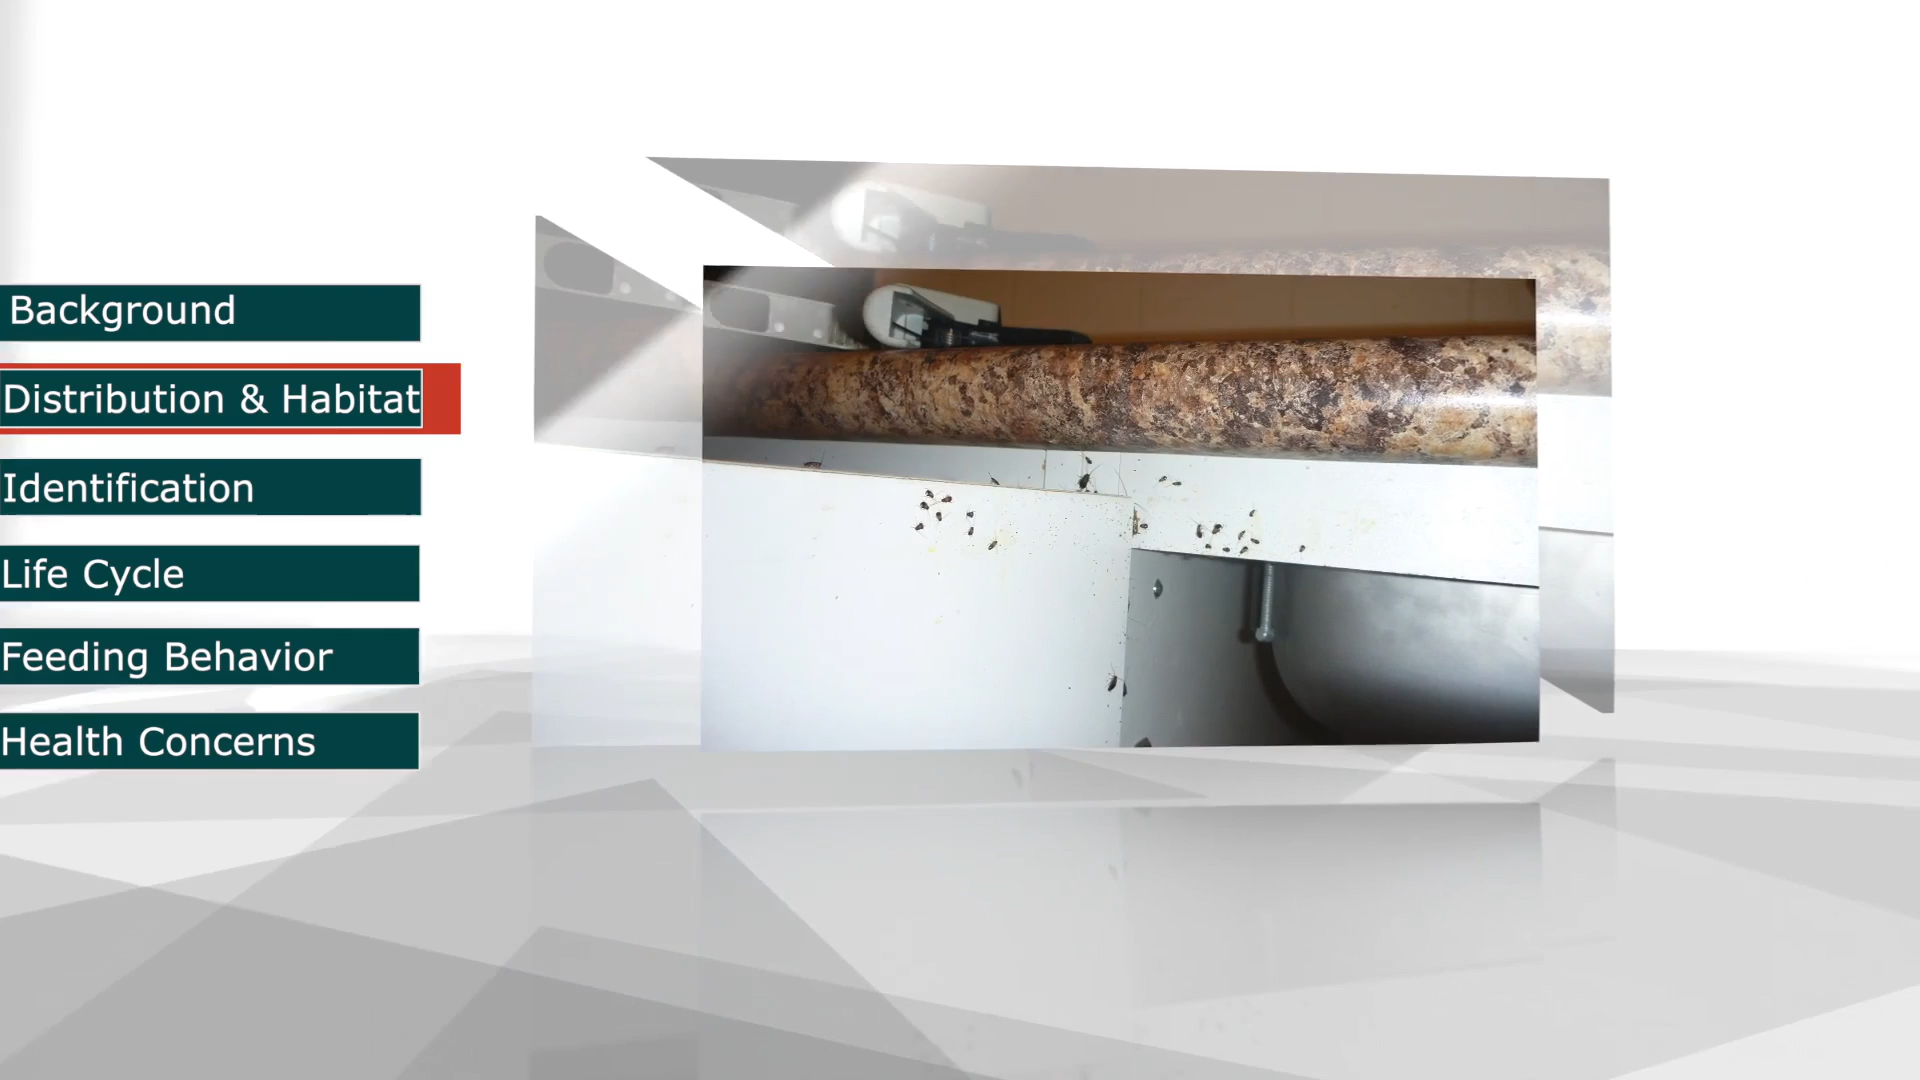 Background
Distribution & Habitat
Identification
Life Cycle
Feeding Behavior
Health Concerns